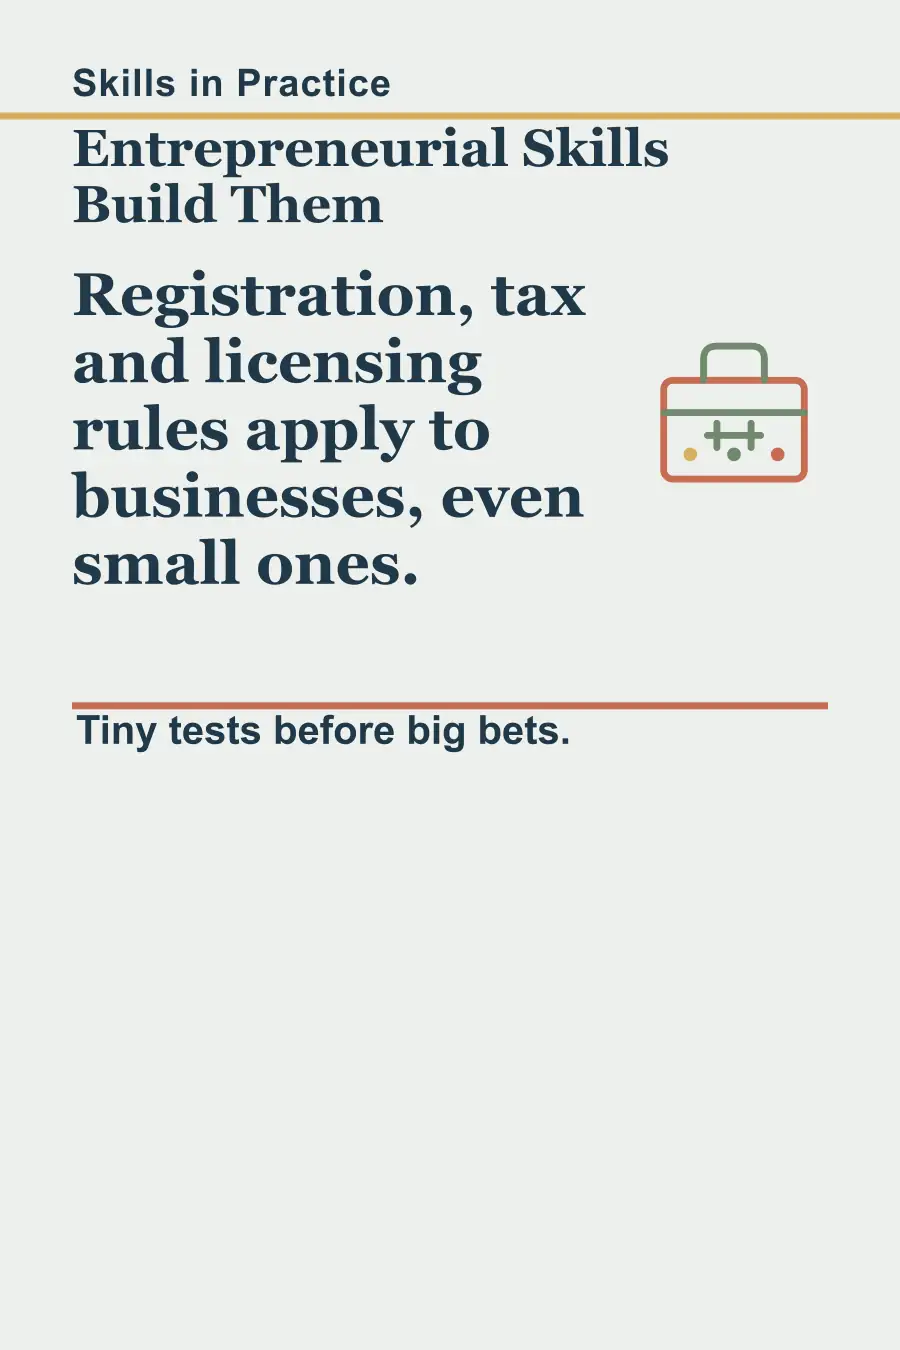 Skills in Practice
Entrepreneurial Skills
Build Them
Registration, tax
and licensing
rules apply to
businesses, even
small ones.
Tiny tests before big bets.